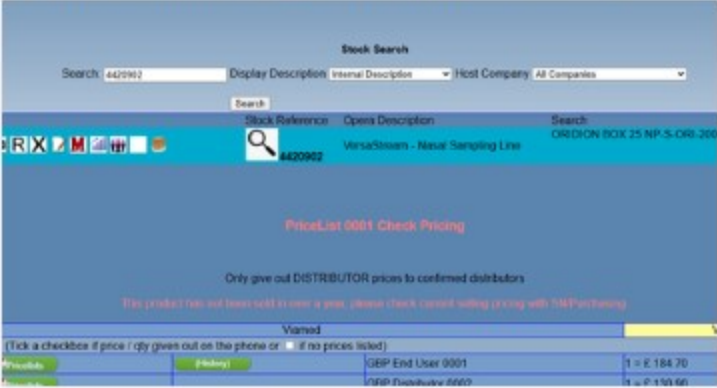 Stock Search
Search: 4420902 Display Description Internal Description Host Company All Companies
Search
Stock Reference Opera Description Search
R X M 4420902 VersaStream - Nasal Sampling Line ORIDION BOX 25 NP-S-ORI-200
PriceList 0001 Check Pricing
Only give out DISTRIBUTOR prices to confirmed distributors
This product has not been sold in over a year, please check current selling pricing with SM/Purchasing
Viamed
(Tick a checkbox if price / qty given out on the phone or if no prices listed)
Pricelists (History) GBP End User 0001 1 = £ 184.70
GBP Distributor 0002 1 = £ 130.90